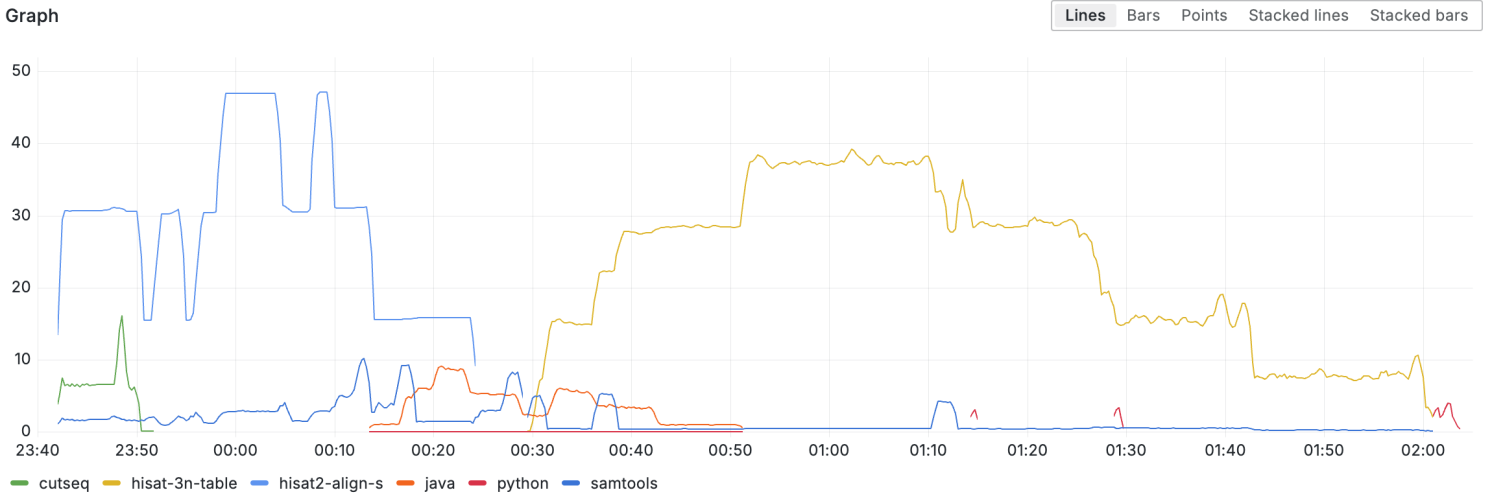 Graph
Lines Bars Points Stacked lines Stacked bars
50
40
30
20
10
0
23:40 23:50 00:00 00:10 00:20 00:30 00:40 00:50 01:00 01:10 01:20 01:30 01:40 01:50 02:00
cutseq hisat-3n-table hisat2-align-s java python samtools